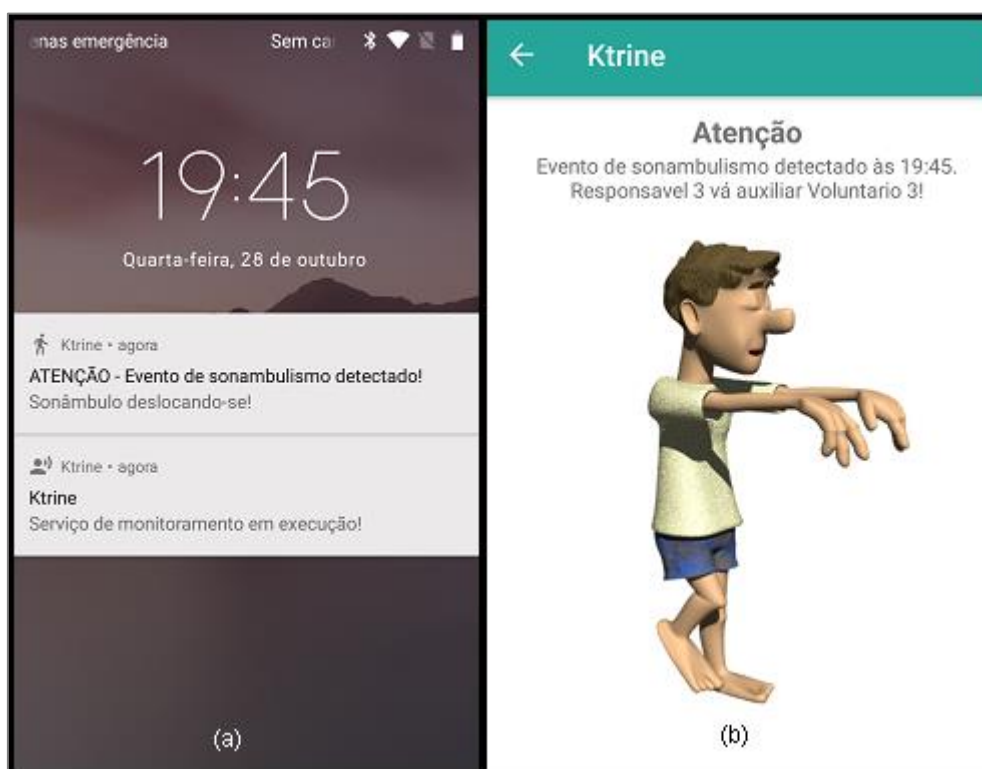 enas emergência Sem ca
19:45
Quarta-feira, 28 de outubro
Ktrine • agora
ATENÇÃO - Evento de sonambulismo detectado!
Sonâmbulo deslocando-se!
Ktrine • agora
Ktrine
Serviço de monitoramento em execução!
(a)
Ktrine
Atenção
Evento de sonambulismo detectado às 19:45.
Responsavel 3 vá auxiliar Voluntario 3!
(b)